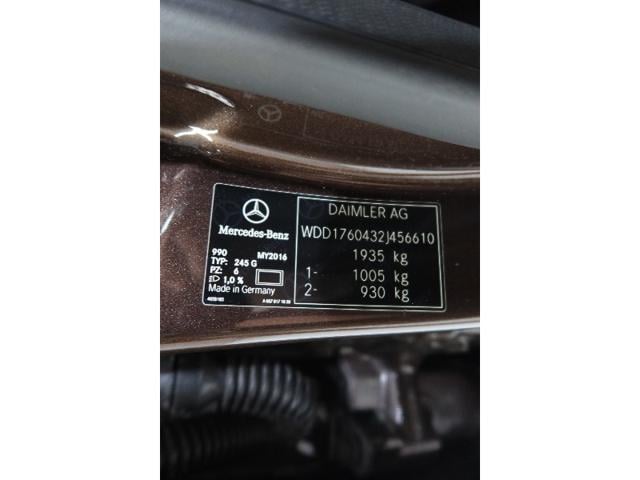 DAIMLER AG
Mercedes-Benz
WDD1760432J456610
990 MY2016
TYP: 245 G
PZ: 6
1,0 %
Made in Germany
1935 kg
1- 1005 kg
2- 930 kg